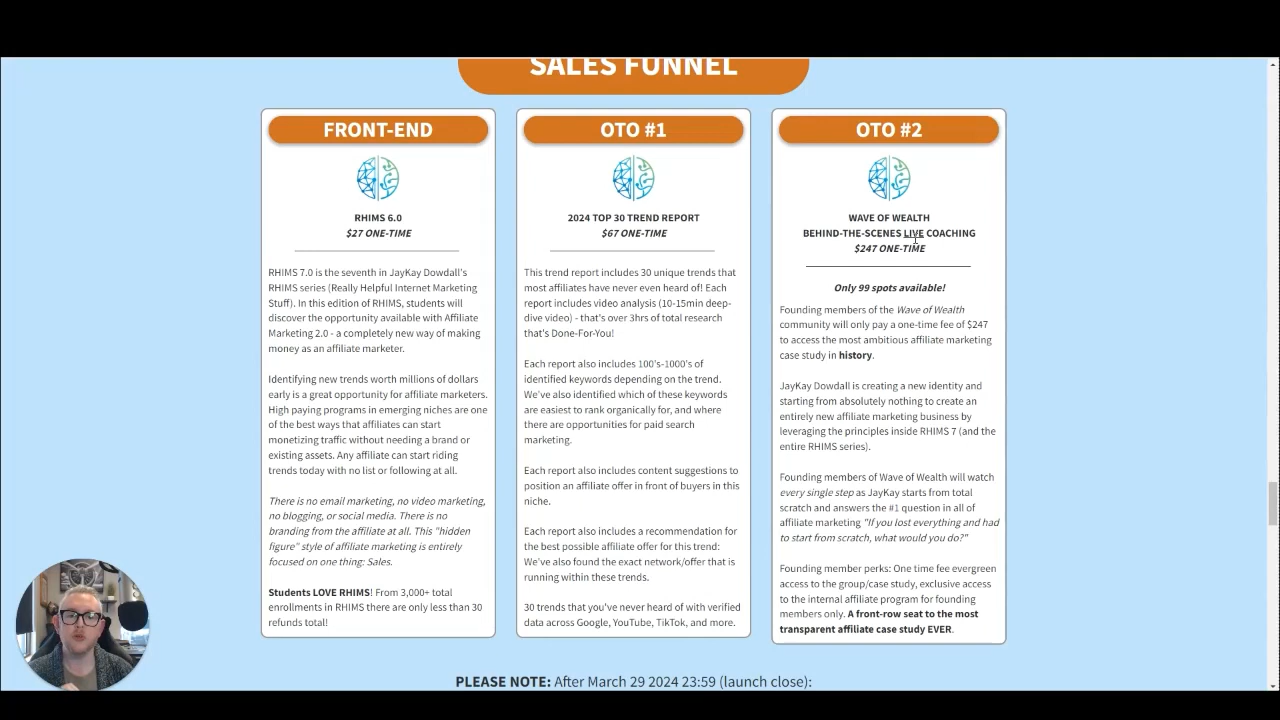 SALES FUNNEL
FRONT-END
RHIMS 6.0
$27 ONE-TIME
RHIMS 7.0 is the seventh in JayKay Dowdall's
RHIMS series (Really Helpful Internet Marketing
Stuff). In this edition of RHIMS, students will
discover the opportunity available with Affiliate
Marketing 2.0 - a completely new way of making
money as an affiliate marketer.
Identifying new trends worth millions of dollars
early is a great opportunity for affiliate marketers.
High paying programs in emerging niches are one
of the best ways that affiliates can start
monetizing traffic without needing a brand or
existing assets. Any affiliate can start riding
trends today with no list or following at all.
There is no email marketing, no video marketing,
no blogging, or social media. There is no
branding from the affiliate at all. This "hidden
figure" style of affiliate marketing is entirely
focused on one thing: Sales.
Students LOVE RHIMS! From 3,000+ total
enrollments in RHIMS there are only less than 30
refunds total!
OTO #1
2024 TOP 30 TREND REPORT
$67 ONE-TIME
This trend report includes 30 unique trends that
most affiliates have never even heard of! Each
report includes video analysis (10-15min deep-
dive video) - that's over 3hrs of total research
that's Done-For-You!
Each report also includes 100's-1000's of
identified keywords depending on the trend.
We've also identified which of these keywords
are easiest to rank organically for, and where
there are opportunities for paid search
marketing.
Each report also includes content suggestions to
position an affiliate offer in front of buyers in this
niche.
Each report also includes a recommendation for
the best possible affiliate offer for this trend:
We've also found the exact network/offer that is
running within these trends.
30 trends that you've never heard of with verified
data across Google, YouTube, TikTok, and more.
OTO #2
WAVE OF WEALTH
BEHIND-THE-SCENES LIVE COACHING
$247 ONE-TIME
Only 99 spots available!
Founding members of the Wave of Wealth
community will only pay a one-time fee of $247
to access the most ambitious affiliate marketing
case study in history.
JayKay Dowdall is creating a new identity and
starting from absolutely nothing to create an
entirely new affiliate marketing business by
leveraging the principles inside RHIMS 7 (and the
entire RHIMS series).
Founding members of Wave of Wealth will watch
every single step as JayKay starts from total
scratch and answers the #1 question in all of
affiliate marketing "If you lost everything and had
to start from scratch, what would you do?"
Founding member perks: One time fee evergreen
access to the group/case study, exclusive access
to the internal affiliate program for founding
members only. A front-row seat to the most
transparent affiliate case study EVER.
PLEASE NOTE: After March 29 2024 23:59 (launch close):